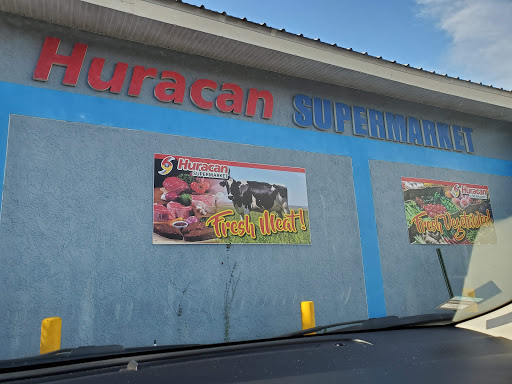 Huracan SUPERMARKET
Huracan
SUPERMARKET
Fresh Meat!
Huracan
Fresh Vegetables!